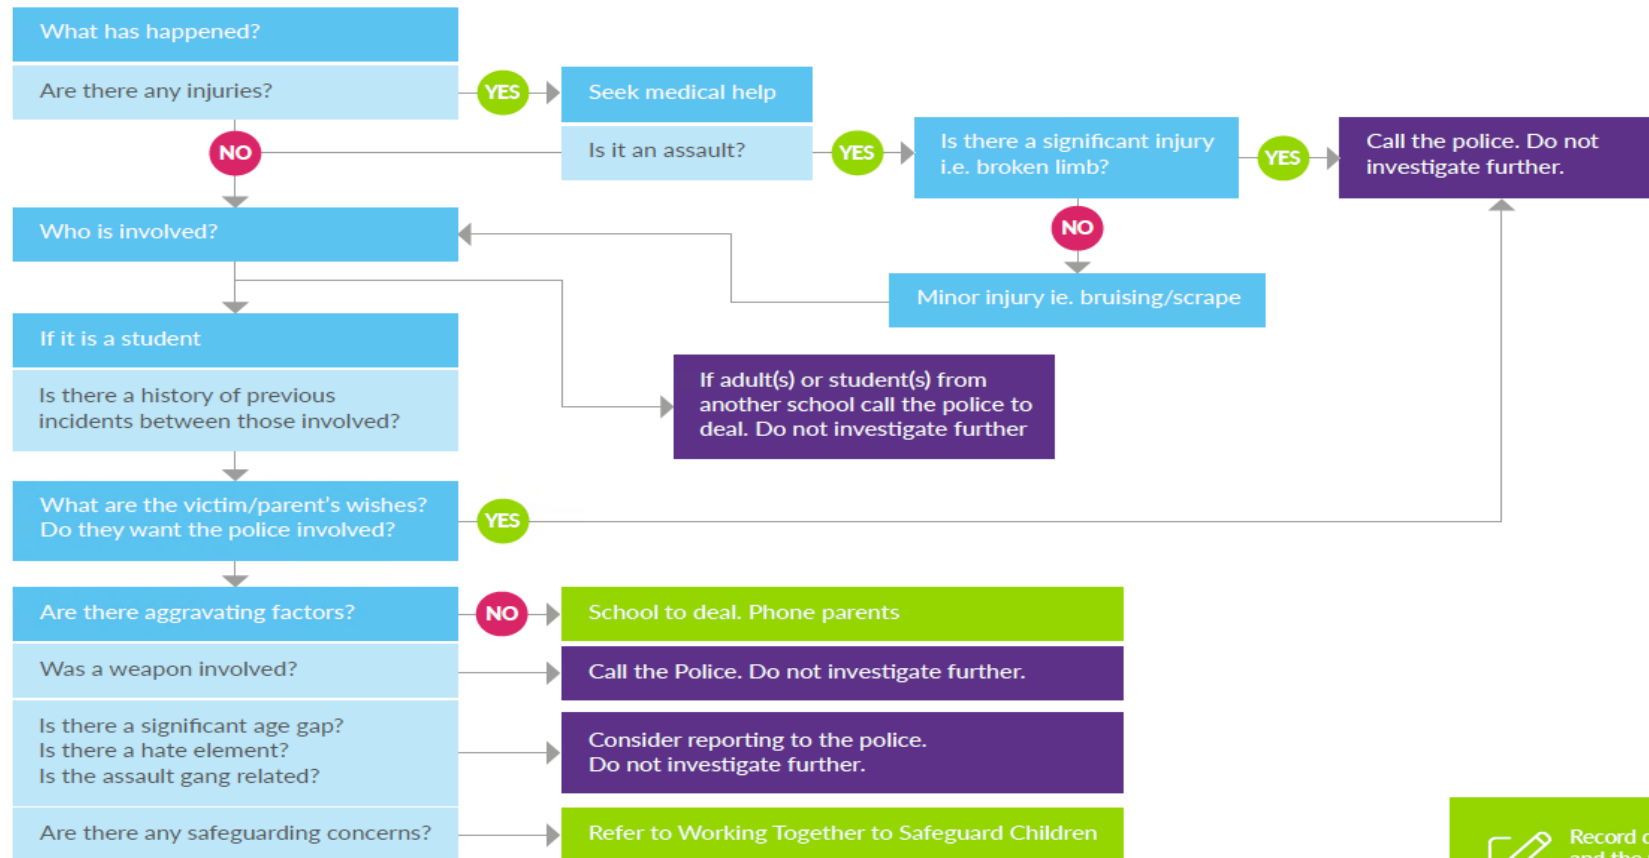 What has happened?
Are there any injuries?
YES
Seek medical help
NO
Is it an assault?
YES
Is there a significant injury
i.e. broken limb?
YES
Call the police. Do not
investigate further.
Who is involved?
NO
Minor injury ie. bruising/scrape
If it is a student
Is there a history of previous
incidents between those involved?
If adult(s) or student(s) from
another school call the police to
deal. Do not investigate further
What are the victim/parent's wishes?
Do they want the police involved?
YES
Are there aggravating factors?
NO
School to deal. Phone parents
Was a weapon involved?
Call the Police. Do not investigate further.
Is there a significant age gap?
Is there a hate element?
Is the assault gang related?
Consider reporting to the police.
Do not investigate further.
Are there any safeguarding concerns?
Refer to Working Together to Safeguard Children
Record
and the